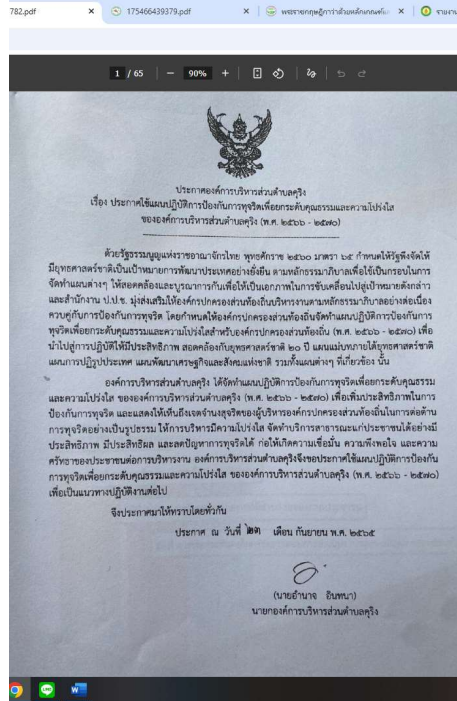 782.pdf
175466439379.pdf
1 / 65
90%
ประกาศองค์การบริหารส่วนตำบลคุริง
เรื่อง ประกาศใช้แผนปฏิบัติการป้องกันการทุจริตเพื่อยกระดับคุณธรรมและความโปร่งใส
ขององค์การบริหารส่วนตำบลคุริง (พ.ศ. ๒๕๖๖ - ๒๕๗๐)
ด้วยรัฐธรรมนูญแห่งราชอาณาจักรไทย พุทธศักราช ๒๕๖๐ มาตรา ๖๕ กำหนดให้รัฐพึงจัดให้
มียุทธศาสตร์ชาติเป็นเป้าหมายการพัฒนาประเทศอย่างยั่งยืน ตามหลักธรรมาภิบาลเพื่อใช้เป็นกรอบในการ
จัดทำแผนต่างๆ ให้สอดคล้องและบูรณาการกันเพื่อให้เป็นเอกภาพในการขับเคลื่อนไปสู่เป้าหมายดังกล่าว
และสำนักงาน ป.ป.ช. มุ่งส่งเสริมให้องค์กรปกครองส่วนท้องถิ่นบริหารงานตามหลักธรรมาภิบาลอย่างต่อเนื่อง
ควบคู่กับการป้องกันการทุจริต โดยกำหนดให้องค์กรปกครองส่วนท้องถิ่นจัดทำแผนปฏิบัติการป้องกันการ
ทุจริตเพื่อยกระดับคุณธรรมและความโปร่งใสสำหรับองค์กรปกครองส่วนท้องถิ่น (พ.ศ. ๒๕๖๖ - ๒๕๗๐) เพื่อ
นำไปสู่การปฏิบัติให้มีประสิทธิภาพ สอดคล้องกับยุทธศาสตร์ชาติ ๒๐ ปี แผนแม่บทภายใต้ยุทธศาสตร์ชาติ
แผนการปฏิรูปประเทศ แผนพัฒนาเศรษฐกิจและสังคมแห่งชาติ รวมทั้งแผนต่างๆ ที่เกี่ยวข้อง นั้น
องค์การบริหารส่วนตำบลคุริง ได้จัดทำแผนปฏิบัติการป้องกันการทุจริตเพื่อยกระดับคุณธรรม
และความโปร่งใส ขององค์การบริหารส่วนตำบลคุริง (พ.ศ. ๒๕๖๖ - ๒๕๗๐) เพื่อเพิ่มประสิทธิภาพในการ
ป้องกันการทุจริต และแสดงให้เห็นถึงเจตจำนงสุจริตของผู้บริหารองค์กรปกครองส่วนท้องถิ่นในการต่อต้าน
การทุจริตอย่างเป็นรูปธรรม ให้การบริหารมีความโปร่งใส จัดทำบริการสาธารณะแก่ประชาชนได้อย่างมี
ประสิทธิภาพ มีประสิทธิผล และลดปัญหาการทุจริตได้ ก่อให้เกิดความเชื่อมั่น ความพึงพอใจ และความ
ศรัทธาของประชาชนต่อการบริหารงาน องค์การบริหารส่วนตำบลคุริงจึงขอประกาศใช้แผนปฏิบัติการป้องกัน
การทุจริตเพื่อยกระดับคุณธรรมและความโปร่งใส ขององค์การบริหารส่วนตำบลคุริง (พ.ศ. ๒๕๖๖ - ๒๕๗๐)
เพื่อเป็นแนวทางปฏิบัติงานต่อไป
จึงประกาศมาให้ทราบโดยทั่วกัน
ประกาศ ณ วันที่ เดือน กันยายน พ.ศ. ๒๕๖๕
(นายอำนาจ อินทนา)
นายกองค์การบริหารส่วนตำบลคุริง